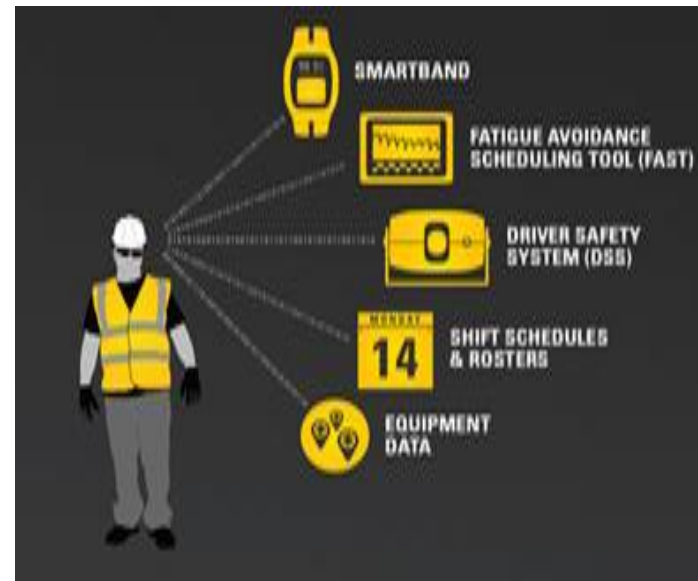 SMARTBAND
FATIGUE AVOIDANCE
SCHEDULING TOOL (FAST)
DRIVER SAFETY
SYSTEM (DSS)
MONDAY
14
SHIFT SCHEDULES
& ROSTERS
EQUIPMENT
DATA